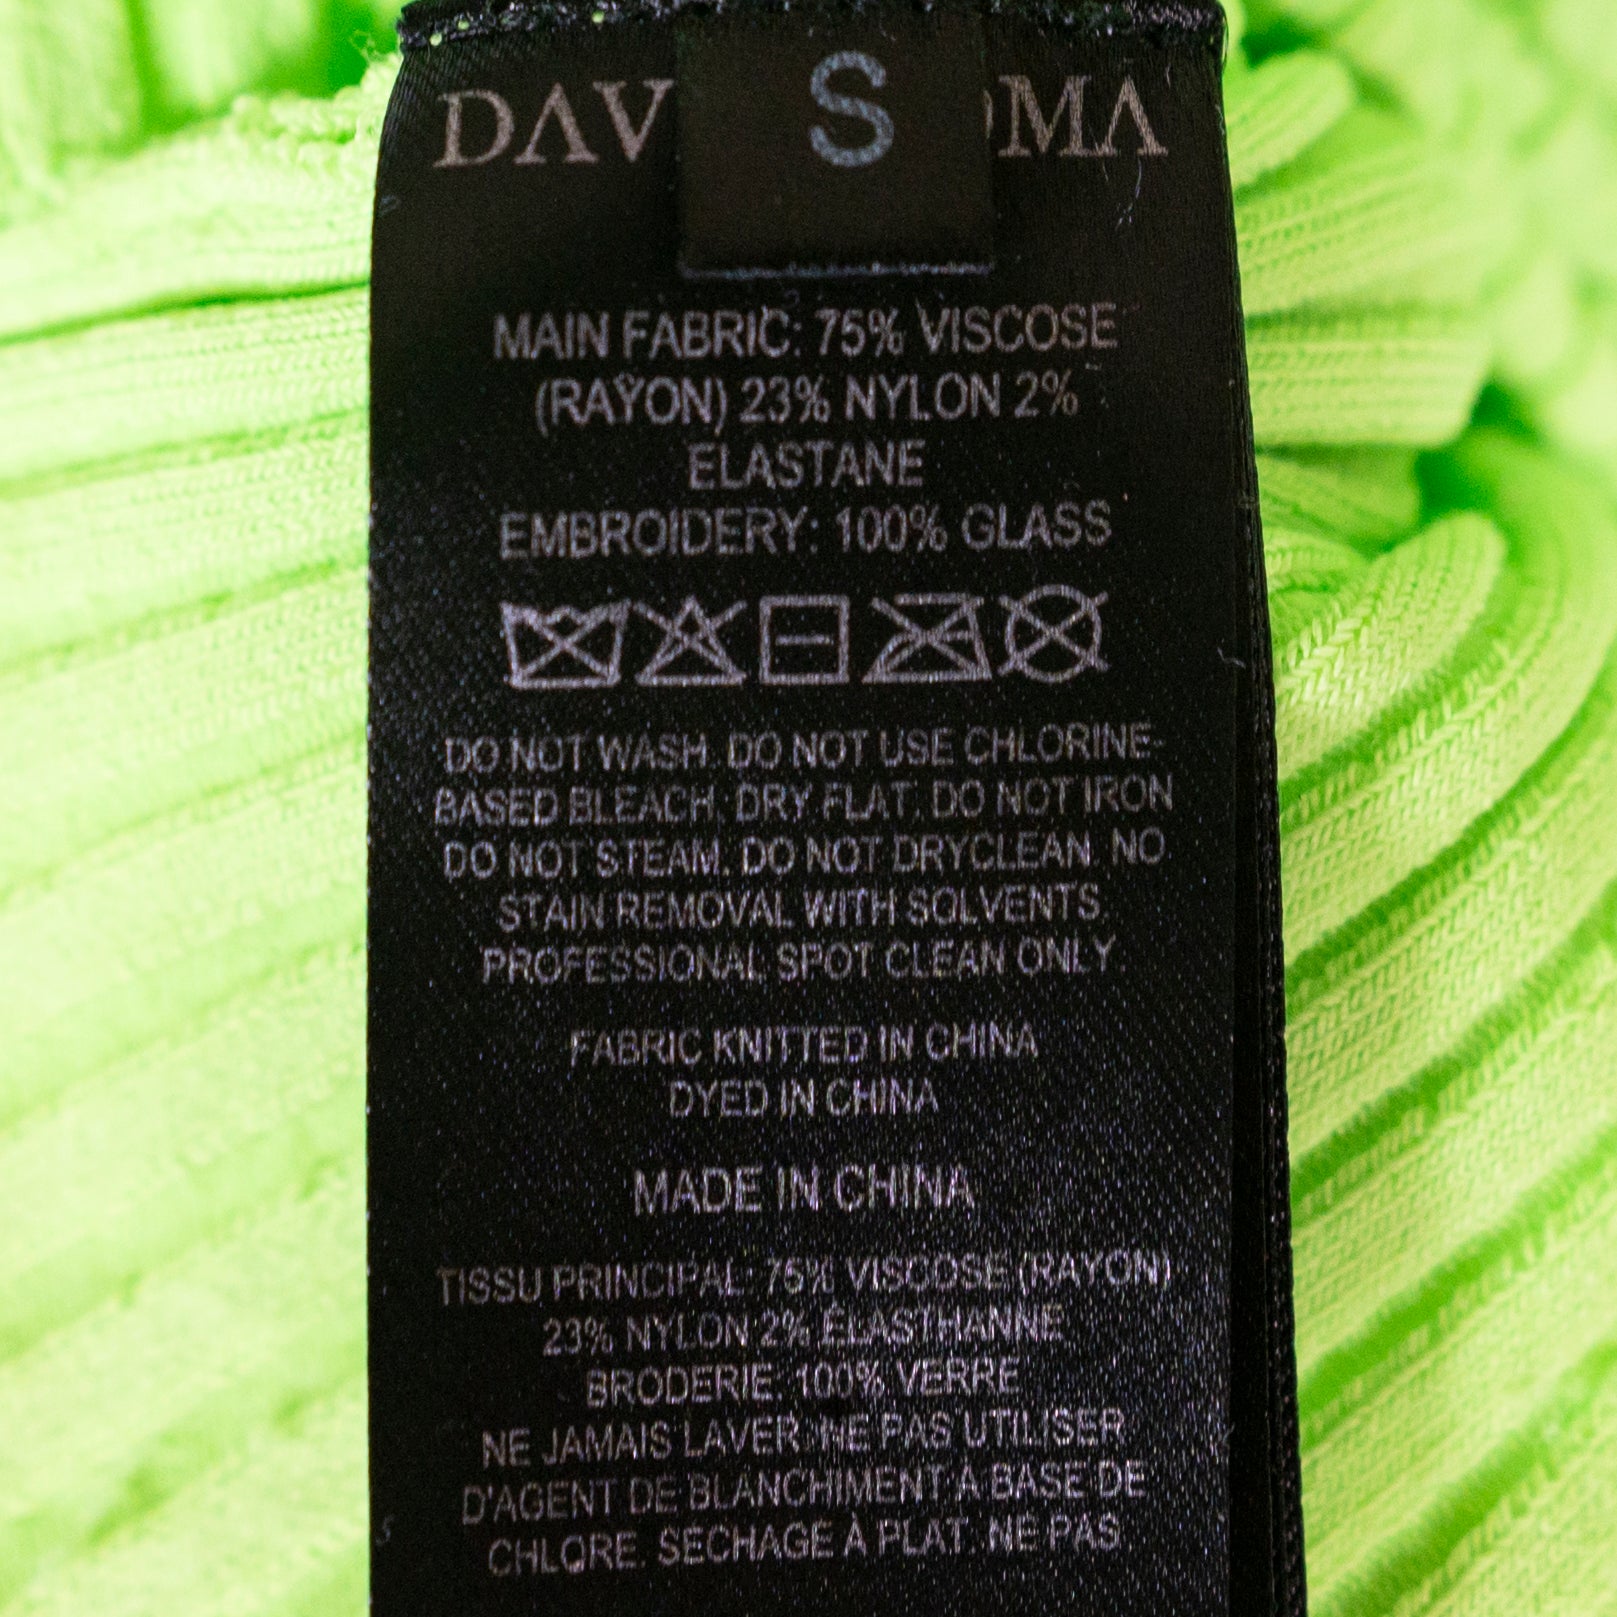 DAV S OMA
MAIN FABRIC: 75% VISCOSE
(RAYON) 23% NYLON 2%
ELASTANE
EMBROIDERY: 100% GLASS
DO NOT WASH. DO NOT USE CHLORINE-
BASED BLEACH. DRY FLAT. DO NOT IRON
DO NOT STEAM. DO NOT DRYCLEAN. NO
STAIN REMOVAL WITH SOLVENTS.
PROFESSIONAL SPOT CLEAN ONLY.
FABRIC KNITTED IN CHINA
DYED IN CHINA
MADE IN CHINA
TISSU PRINCIPAL: 75% VISCOSE (RAYON)
23% NYLON 2% ÉLASTHANNE
BRODERIE: 100% VERRE
NE JAMAIS LAVER. NE PAS UTILISER
D'AGENT DE BLANCHIMENT À BASE DE
CHLORE. SECHAGE À PLAT. NE PAS